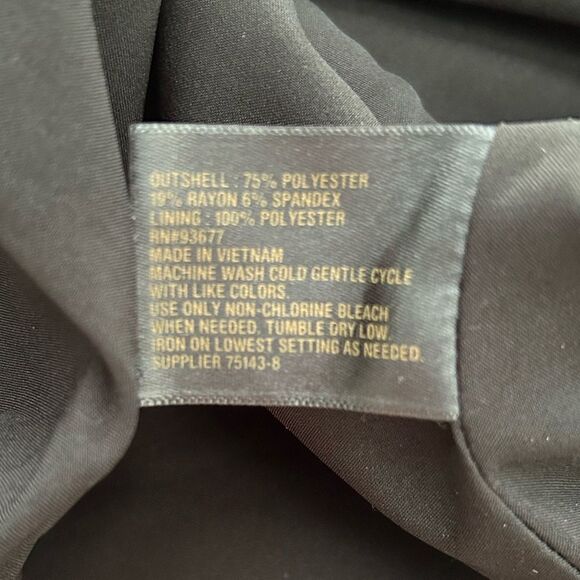 OUTSHELL : 75% POLYESTER
19% RAYON 6% SPANDEX
LINING : 100% POLYESTER
RN#93677
MADE IN VIETNAM
MACHINE WASH COLD GENTLE CYCLE
WITH LIKE COLORS.
USE ONLY NON-CHLORINE BLEACH
WHEN NEEDED. TUMBLE DRY LOW.
IRON ON LOWEST SETTING AS NEEDED.
SUPPLIER 75143-8